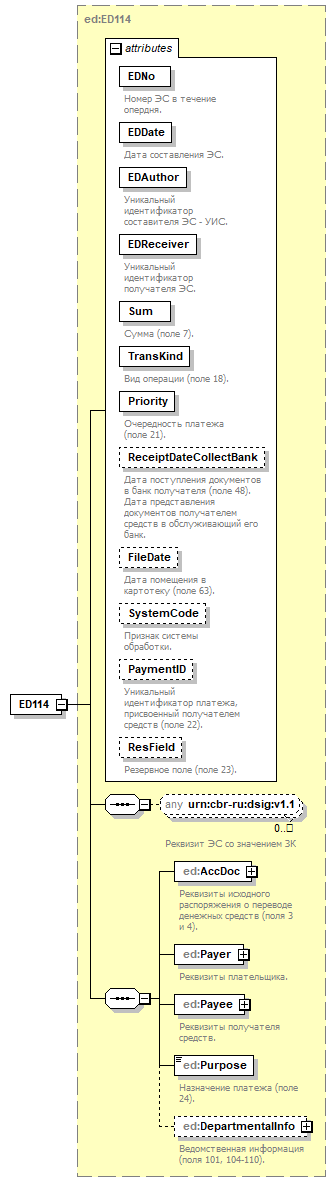 ed:ED114
attributes
EDNo
Номер ЭС в течение
опердня.
EDDate
Дата составления ЭС.
EDAuthor
Уникальный
идентификатор
составителя ЭС - УИС.
EDReceiver
Уникальный
идентификатор
получателя ЭС.
Sum
Сумма (поле 7).
TransKind
Вид операции (поле 18).
Priority
Очередность платежа
(поле 21).
ReceiptDateCollectBank
Дата поступления документов
в банк получателя (поле 48).
Дата представления
документов получателем
средств в обслуживающий его
банк.
FileDate
Дата помещения в
картотеку (поле 63).
SystemCode
Признак системы
обработки.
PaymentID
Уникальный
идентификатор платежа,
присвоенный получателем
средств (поле 22).
ResField
Резервное поле (поле 23).
ED114
any urn:cbr-ru:dsig:v1.1
0..□
Реквизит ЭС со значением ЗК
ed:AccDoc
Реквизиты исходного
распоряжения о переводе
денежных средств (поля 3
и 4).
ed:Payer
Реквизиты плательщика.
ed:Payee
Реквизиты получателя
средств.
ed:Purpose
Назначение платежа (поле
24).
ed:DepartmentalInfo
Ведомственная информация
(поля 101, 104-110).